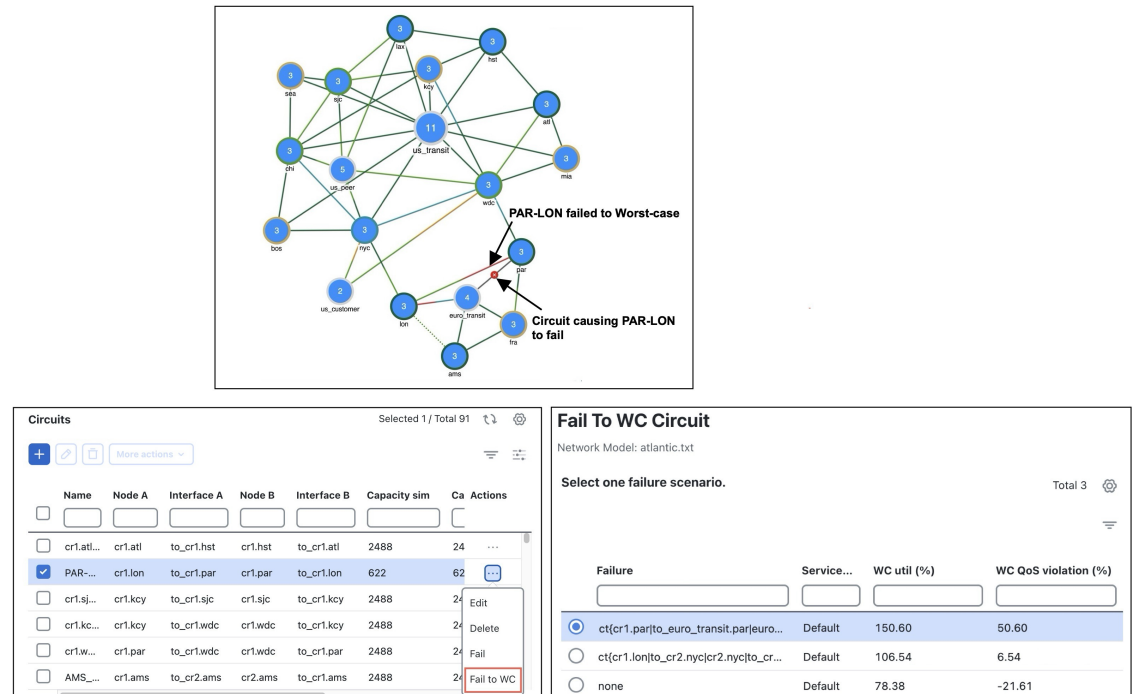 3
lax
3
hst
3
sea
3
sjc
3
kcy
3
atl
11
us_transit
3
chi
5
us_peer
3
mia
3
wdc
PAR-LON failed to Worst-case
3
bos
3
nyc
3
par
2
us_customer
3
lon
4
euro_transit
3
fra
Circuit causing PAR-LON
to fail
3
ams
Circuits
Selected 1 / Total 91
More actions
Name Node A Interface A Node B Interface B Capacity sim Ca Actions
cr1.atl... cr1.atl to_cr1.hst cr1.hst to_cr1.atl 2488 24 ...
PAR-... cr1.lon to_cr1.par cr1.par to_cr1.lon 622 62 ...
cr1.sj... cr1.kcy to_cr1.sjc cr1.sjc to_cr1.kcy 2488 24
cr1.kc... cr1.kcy to_cr1.wdc cr1.wdc to_cr1.kcy 2488 24
cr1.w... cr1.par to_cr1.wdc cr1.wdc to_cr1.par 2488 24
AMS_... cr1.ams to_cr2.ams cr2.ams to_cr1.ams 2488 24
Edit
Delete
Fail
Fail to WC
Fail To WC Circuit
Network Model: atlantic.txt
Select one failure scenario.
Total 3
Failure Service... WC util (%) WC QoS violation (%)
ct{cr1.par|to_euro_transit.par|euro... Default 150.60 50.60
ct{cr1.lon|to_cr2.nyc|cr2.nyc|to_cr... Default 106.54 6.54
none Default 78.38 -21.61